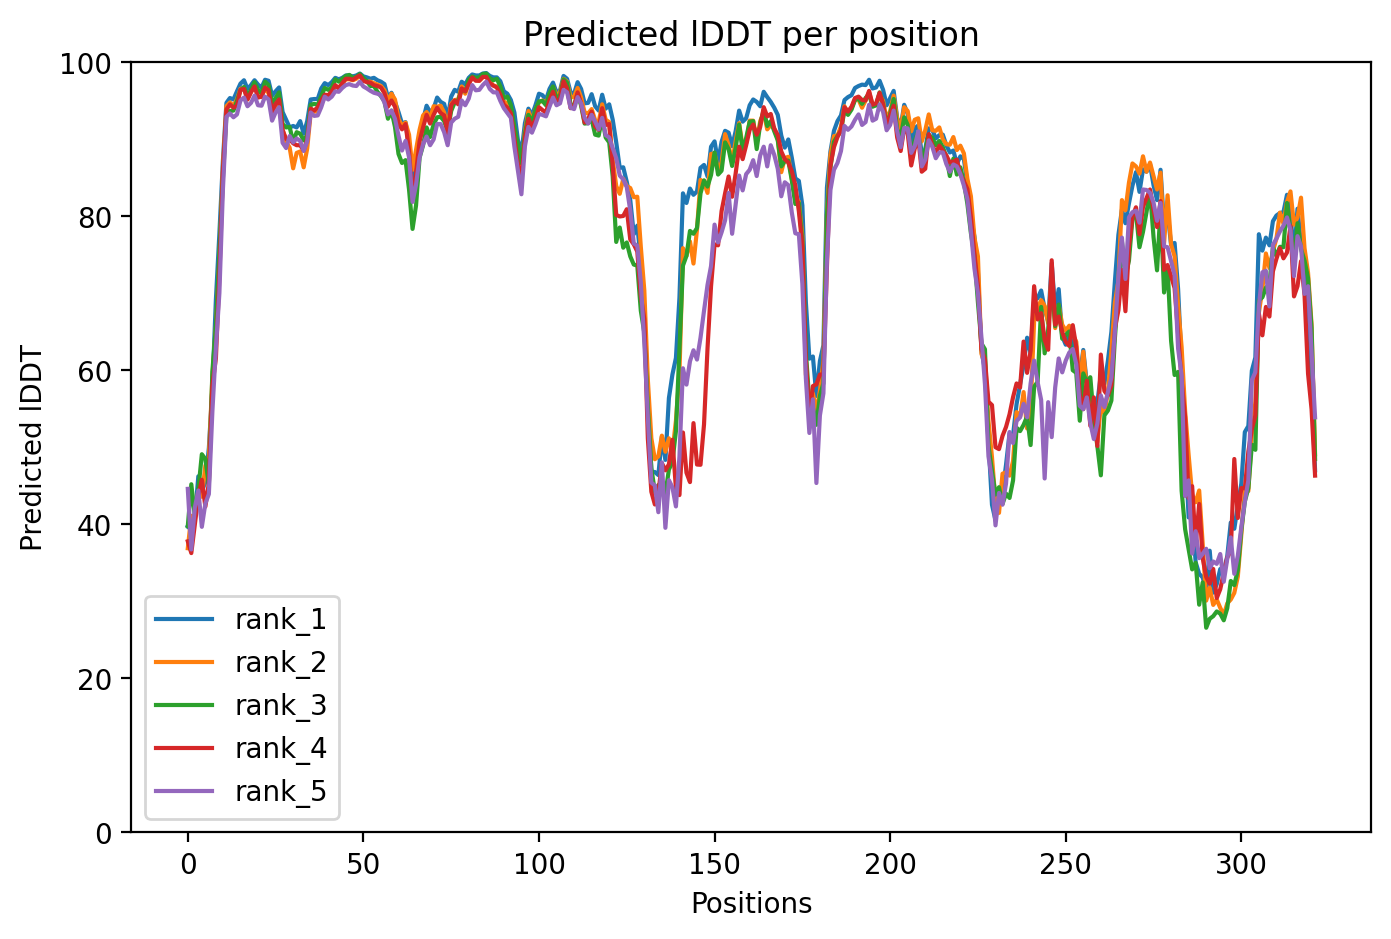 Predicted lDDT per position
100
80
60
40
20
0
Predicted lDDT
rank_1
rank_2
rank_3
rank_4
rank_5
0 50 100 150 200 250 300
Positions